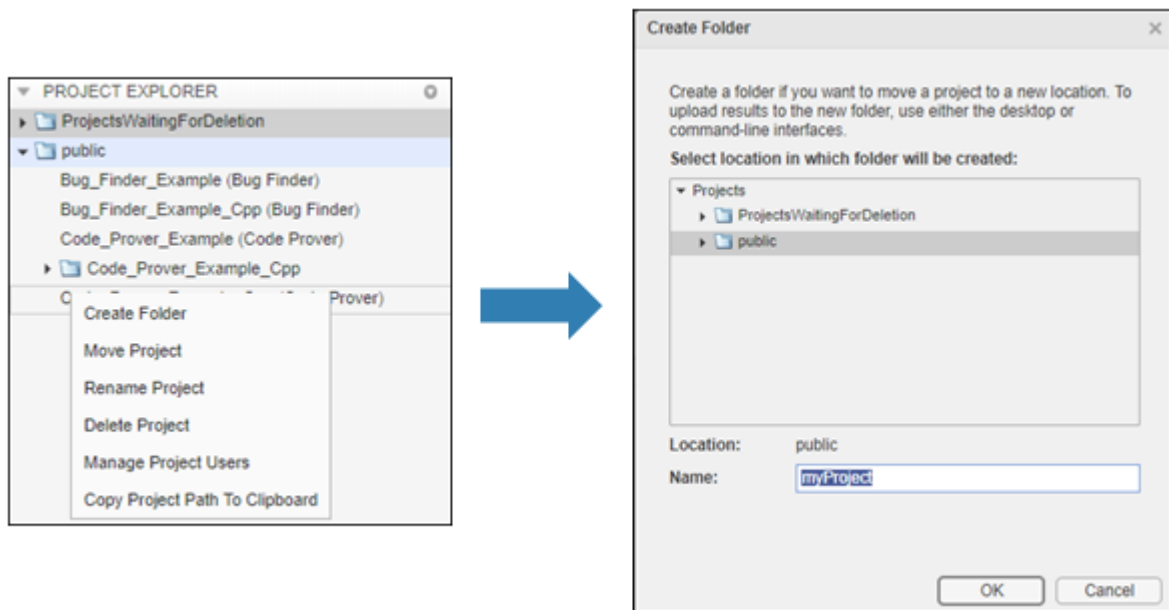 PROJECT EXPLORER
ProjectsWaitingForDeletion
public
Bug_Finder_Example (Bug Finder)
Bug_Finder_Example_Cpp (Bug Finder)
Code_Prover_Example (Code Prover)
Code_Prover_Example_Cpp
Prover)
Create Folder
Move Project
Rename Project
Delete Project
Manage Project Users
Copy Project Path To Clipboard
Create Folder
Create a folder if you want to move a project to a new location. To
upload results to the new folder, use either the desktop or
command-line interfaces.
Select location in which folder will be created:
Projects
ProjectsWaitingForDeletion
public
Location: public
Name: myProject
OK Cancel